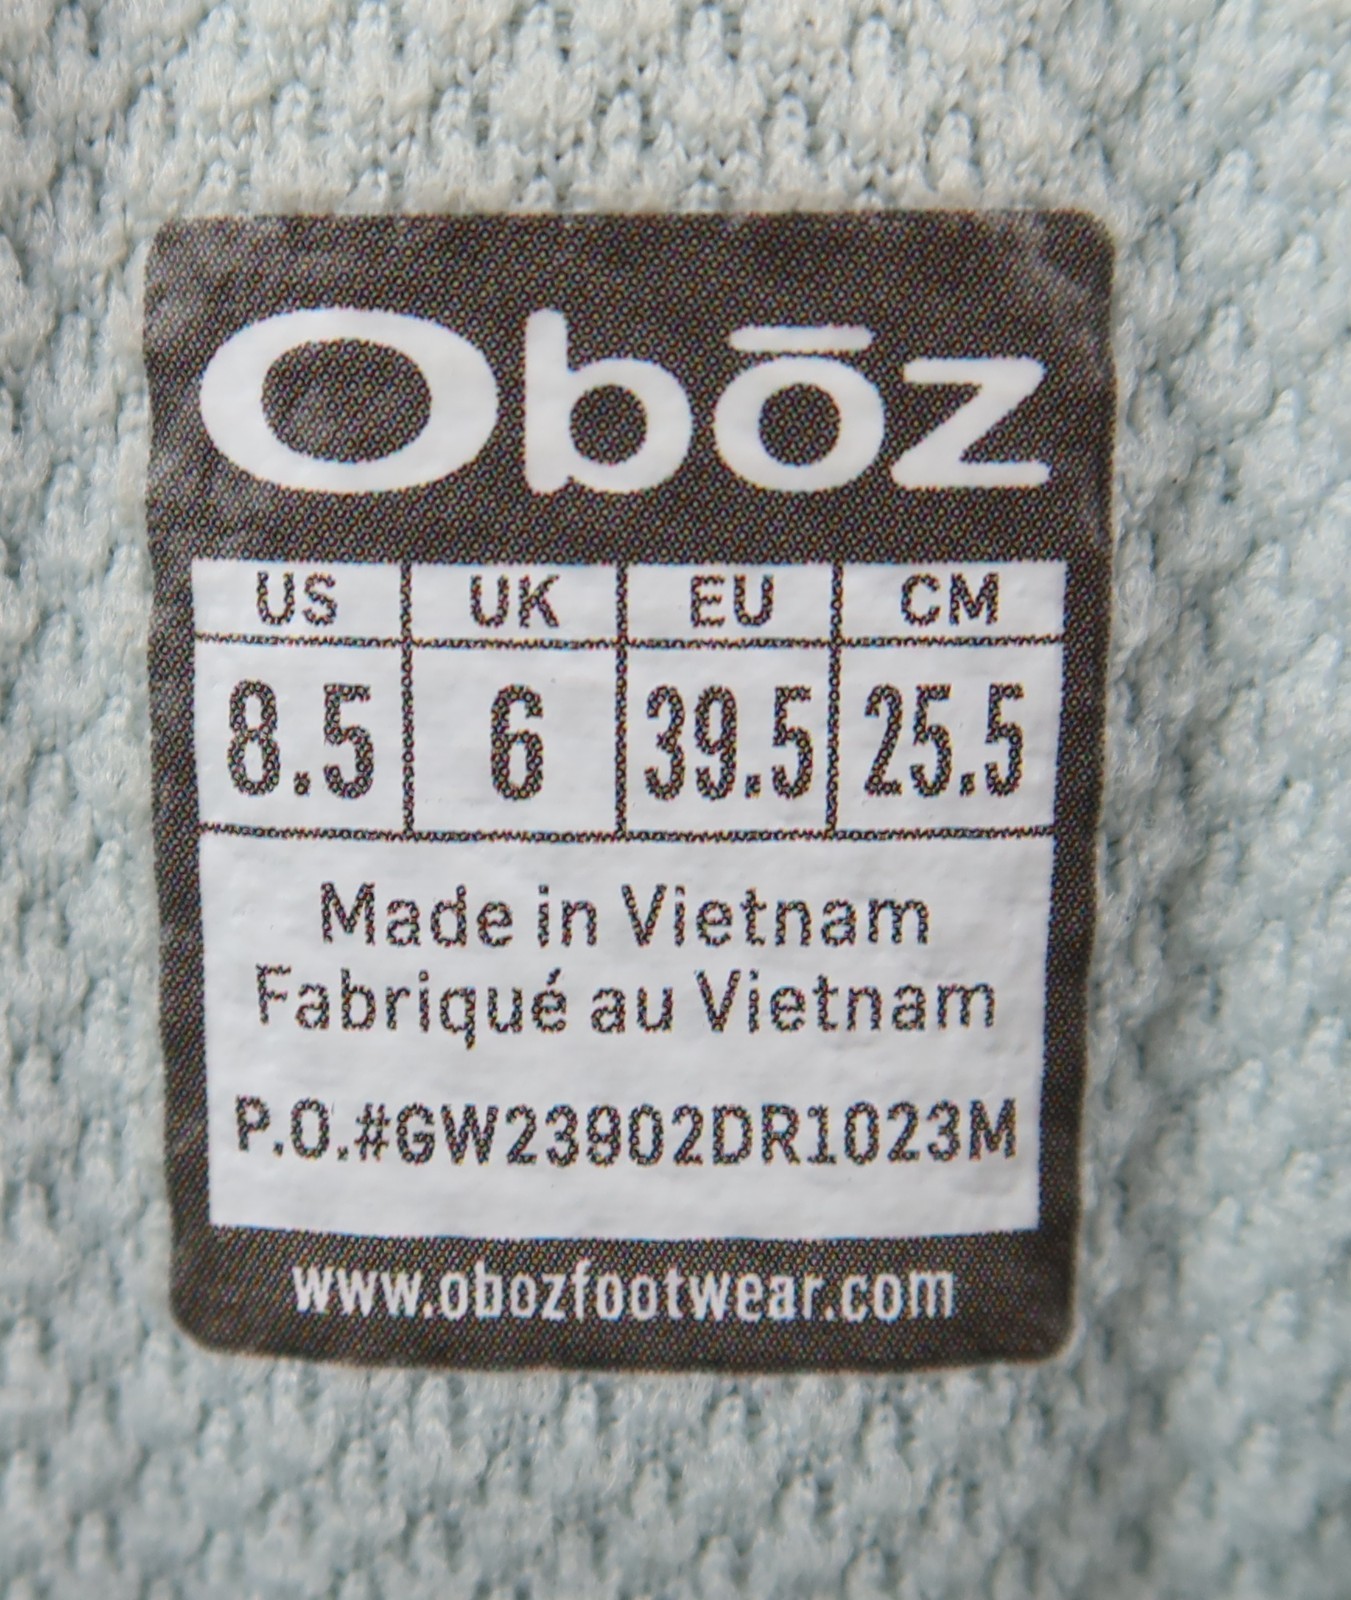 Obōz
US UK EU CM
8.5 6 39.5 25.5
Made in Vietnam
Fabriqué au Vietnam
P.O.#GW23902DR1023M
www.obozfootwear.com